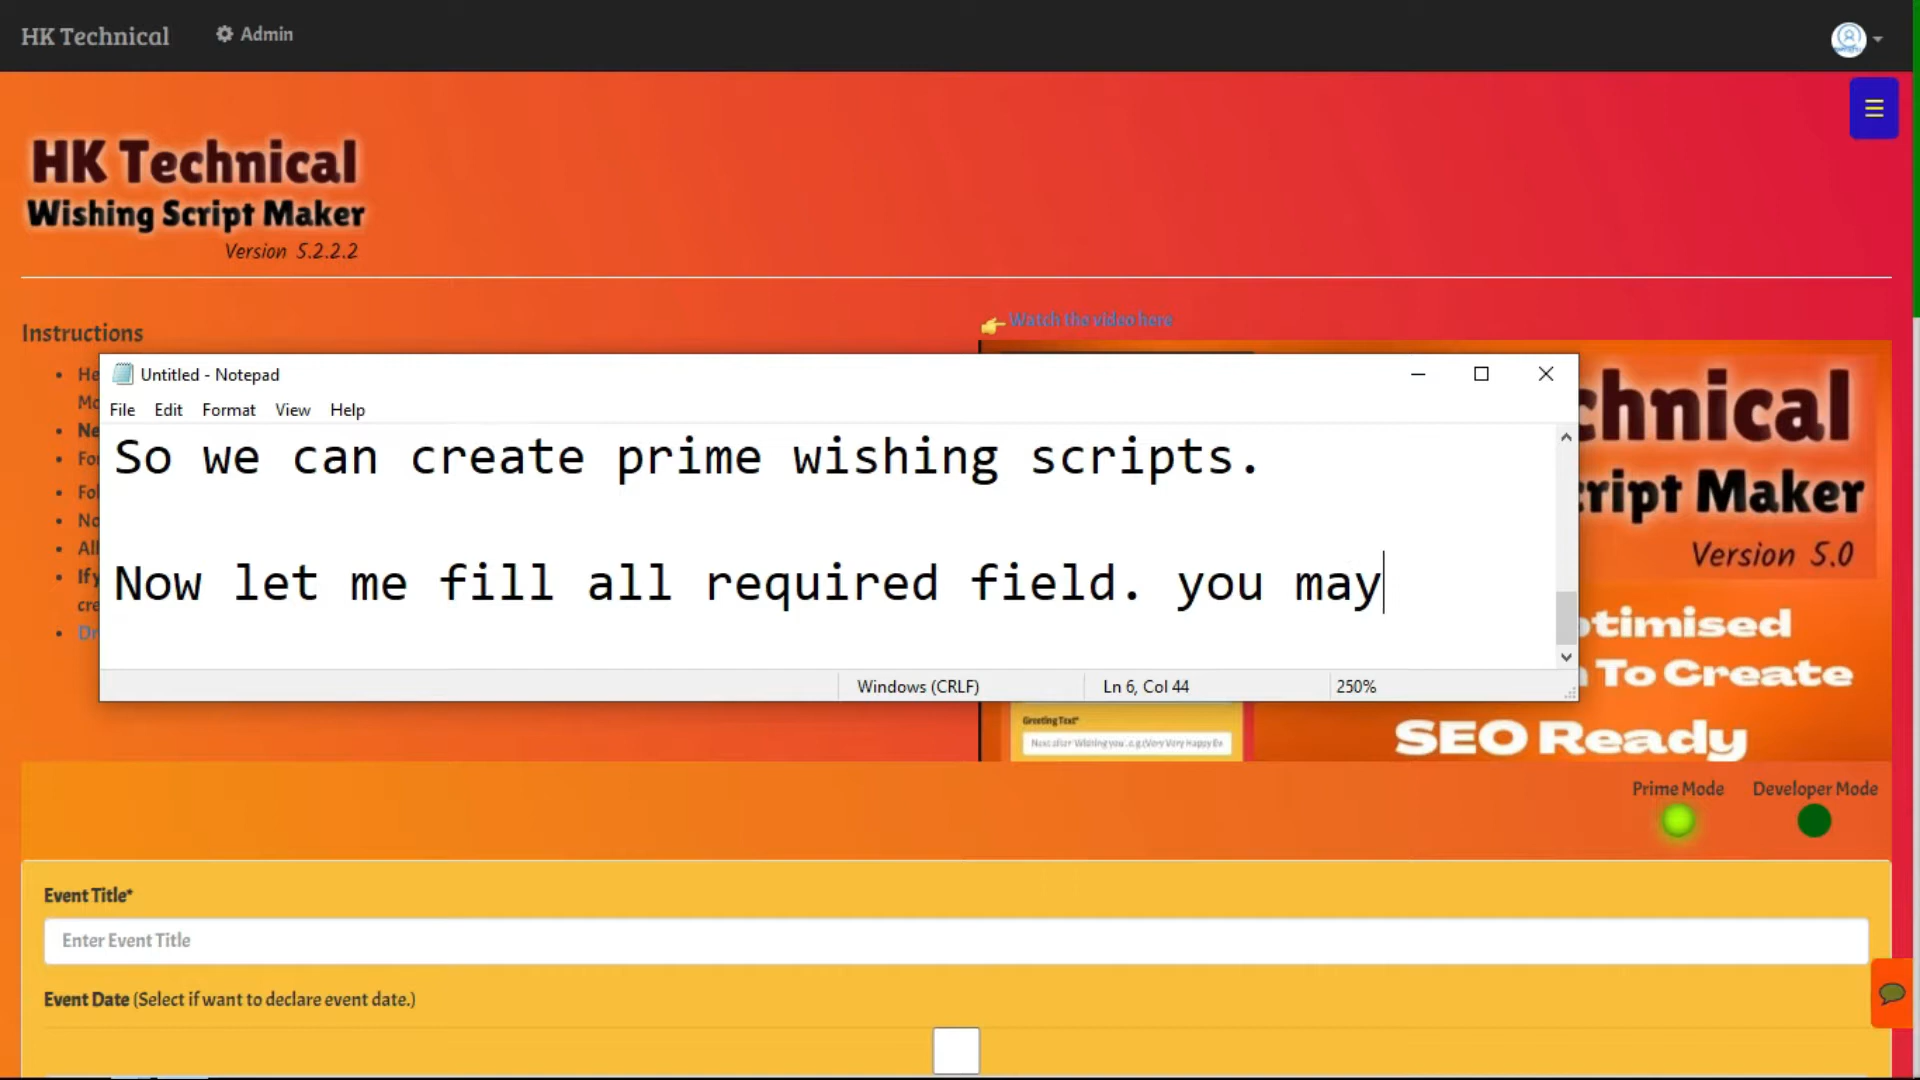 HK Technical
Admin
HK Technical
Wishing Script Maker
Version 5.2.2.2
Instructions
Watch the video here
Untitled - Notepad
File Edit Format View Help
So we can create prime wishing scripts.
Now let me fill all required field. you may
Windows (CRLF) Ln 6, Col 44 250%
chnical
ript Maker
Version 5.0
timised
To Create
SEO Ready
Greeting Text*
Prime Mode Developer Mode
Event Title*
Enter Event Title
Event Date (Select if want to declare event date.)